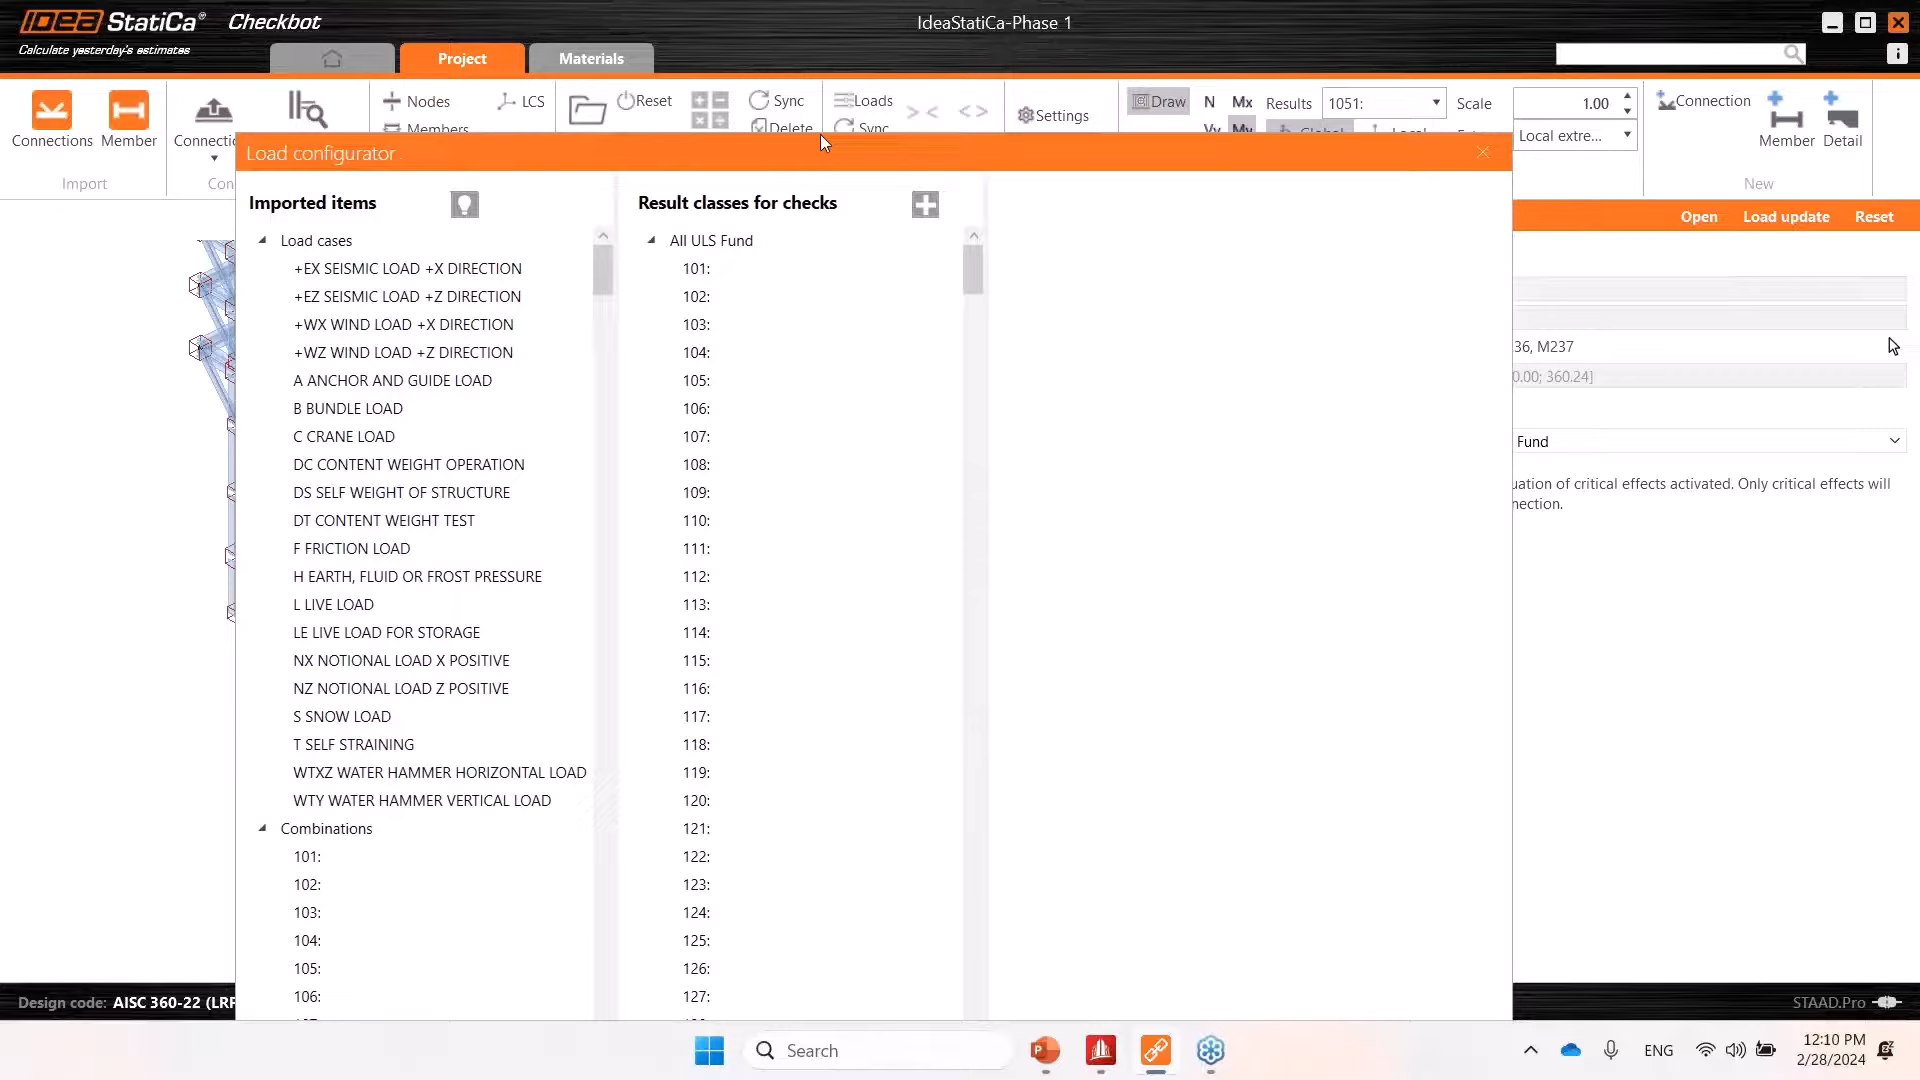 IDEA StatiCa® Checkbot
Calculate yesterday's estimates
IdeaStatiCa-Phase 1
Project
Materials
Connections
Member
Import
Nodes
LCS
Members
Reset
Sync
Delete
Loads
Sync
> <
< >
Settings
Draw
N
Mx
Vy
My
Results
1051:
Scale
1.00
Global
Local
Local extre...
Connection
Member
Detail
New
Load configurator
Open
Load update
Reset
Imported items
Load cases
+EX SEISMIC LOAD +X DIRECTION
+EZ SEISMIC LOAD +Z DIRECTION
+WX WIND LOAD +X DIRECTION
+WZ WIND LOAD +Z DIRECTION
A ANCHOR AND GUIDE LOAD
B BUNDLE LOAD
C CRANE LOAD
DC CONTENT WEIGHT OPERATION
DS SELF WEIGHT OF STRUCTURE
DT CONTENT WEIGHT TEST
F FRICTION LOAD
H EARTH, FLUID OR FROST PRESSURE
L LIVE LOAD
LE LIVE LOAD FOR STORAGE
NX NOTIONAL LOAD X POSITIVE
NZ NOTIONAL LOAD Z POSITIVE
S SNOW LOAD
T SELF STRAINING
WTXZ WATER HAMMER HORIZONTAL LOAD
WTY WATER HAMMER VERTICAL LOAD
Combinations
101:
102:
103:
104:
105:
106:
Result classes for checks
All ULS Fund
101:
102:
103:
104:
105:
106:
107:
108:
109:
110:
111:
112:
113:
114:
115:
116:
117:
118:
119:
120:
121:
122:
123:
124:
125:
126:
127:
36, M237
0.00; 360.24]
Fund
uation of critical effects activated. Only critical effects will
nection.
Design code: AISC 360-22 (LRF
STAAD.Pro
Search
ENG
12:10 PM
2/28/2024